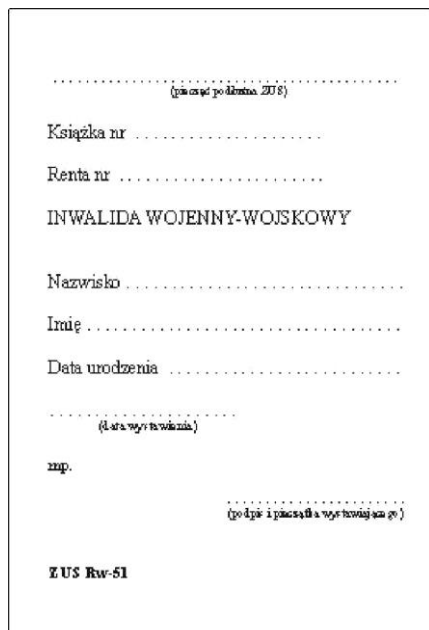 ........................................
(pieczęć podłużna ZUS)
Książka nr ......................
Renta nr ........................
INWALIDA WOJENNY-WOJSKOWY
Nazwisko ................................
Imię ....................................
Data urodzenia ...........................
......................
(data wystawienia)
mp.
......................
(podpis i pieczątka wystawiającego)
ZUS Rw-51